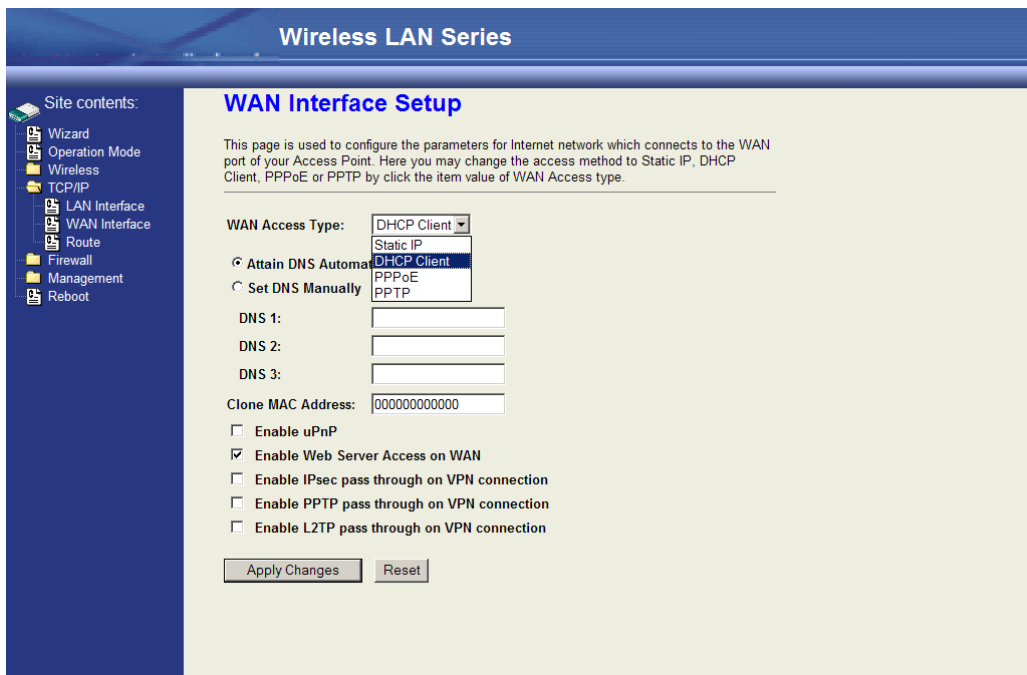 Wireless LAN Series
Site contents:
Wizard
Operation Mode
Wireless
TCP/IP
LAN Interface
WAN Interface
Route
Firewall
Management
Reboot
WAN Interface Setup
This page is used to configure the parameters for Internet network which connects to the WAN
port of your Access Point. Here you may change the access method to Static IP, DHCP
Client, PPPoE or PPTP by click the item value of WAN Access type.
WAN Access Type: DHCP Client
Static IP
DHCP Client
PPPoE
PPTP
Attain DNS Automat
Set DNS Manually
DNS 1:
DNS 2:
DNS 3:
Clone MAC Address: 000000000000
Enable uPnP
Enable Web Server Access on WAN
Enable IPsec pass through on VPN connection
Enable PPTP pass through on VPN connection
Enable L2TP pass through on VPN connection
Apply Changes Reset